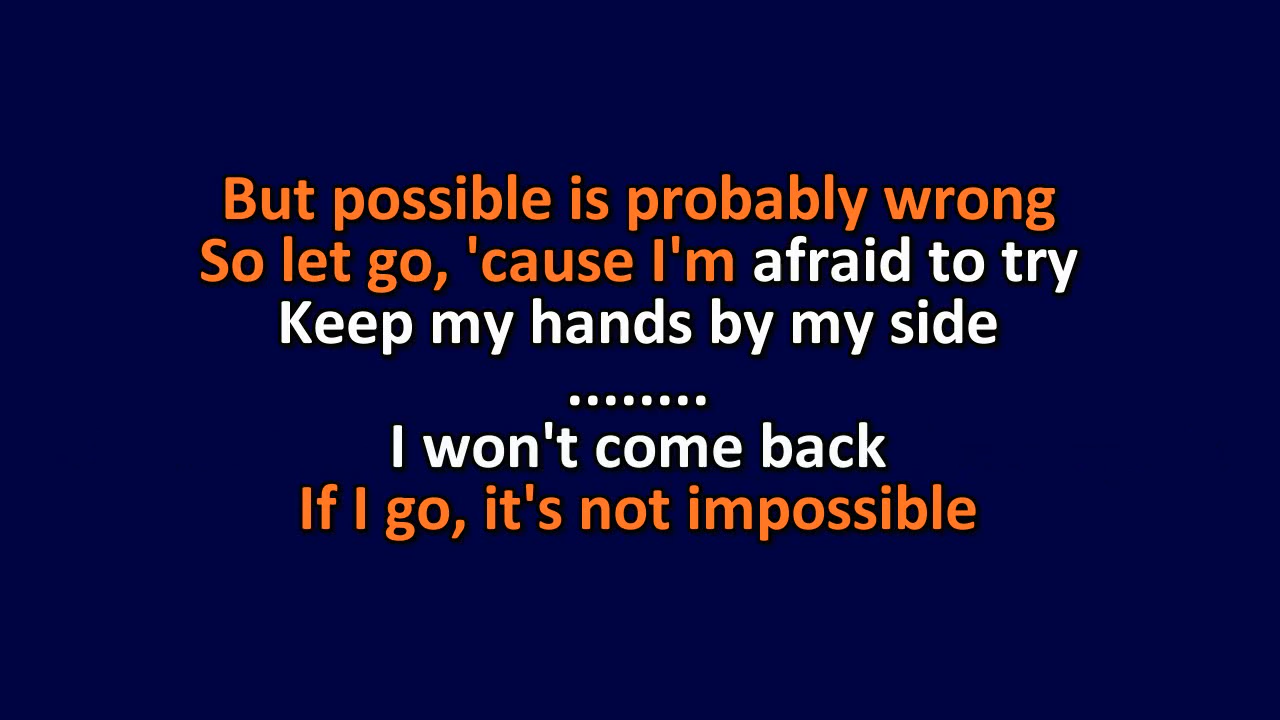 But possible is probably wrong
So let go, 'cause I'm afraid to try
Keep my hands by my side
........
I won't come back
If I go, it's not impossible